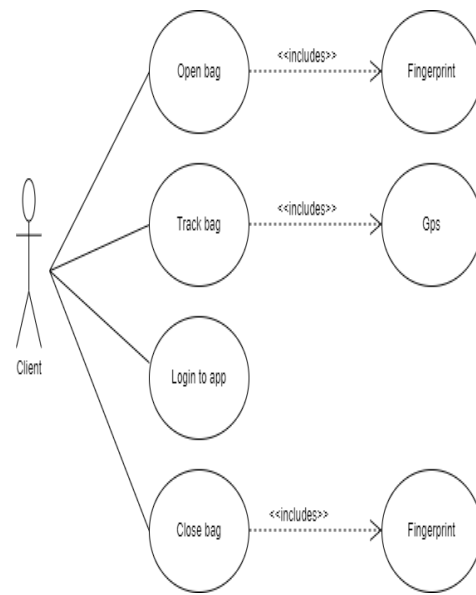 Open bag
<<includes>>
Fingerprint
Track bag
<<includes>>
Gps
Client
Login to app
Close bag
<<includes>>
Fingerprint